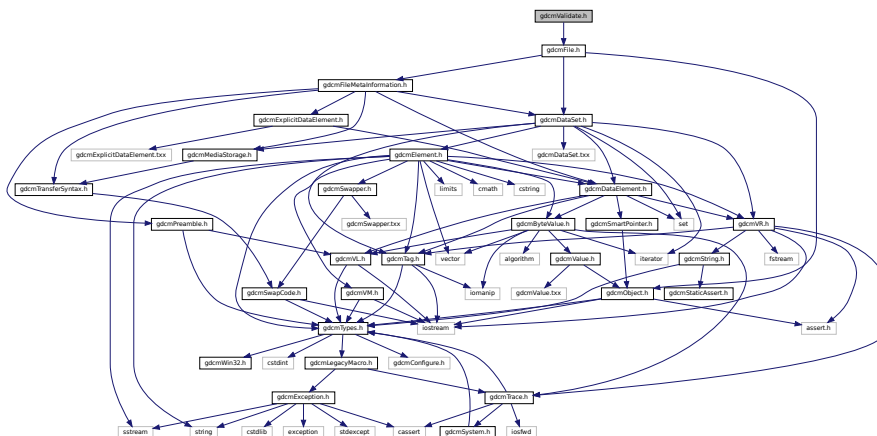 gdcmValidate.h
gdcmFile.h
gdcmFileMetaInformation.h
gdcmExplicitDataElement.h
gdcmDataSet.h
gdcmExplicitDataElement.txx
gdcmMediaStorage.h
gdcmElement.h
gdcmDataSet.txx
gdcmTransferSyntax.h
gdcmSwapper.h
limits
cmath
cstring
gdcmDataElement.h
gdcmPreamble.h
gdcmSwapper.txx
gdcmByteValue.h
gdcmSmartPointer.h
set
gdcmVR.h
gdcmVL.h
gdcmTag.h
vector
algorithm
gdcmValue.h
iterator
gdcmString.h
fstream
gdcmSwapCode.h
gdcmVM.h
iomanip
gdcmValue.txx
gdcmObject.h
gdcmStaticAssert.h
gdcmTypes.h
iostream
assert.h
gdcmWin32.h
cstdint
gdcmLegacyMacro.h
gdcmConfigure.h
gdcmException.h
gdcmTrace.h
sstream
string
cstdlib
exception
stdexcept
cassert
gdcmSystem.h
iosfwd